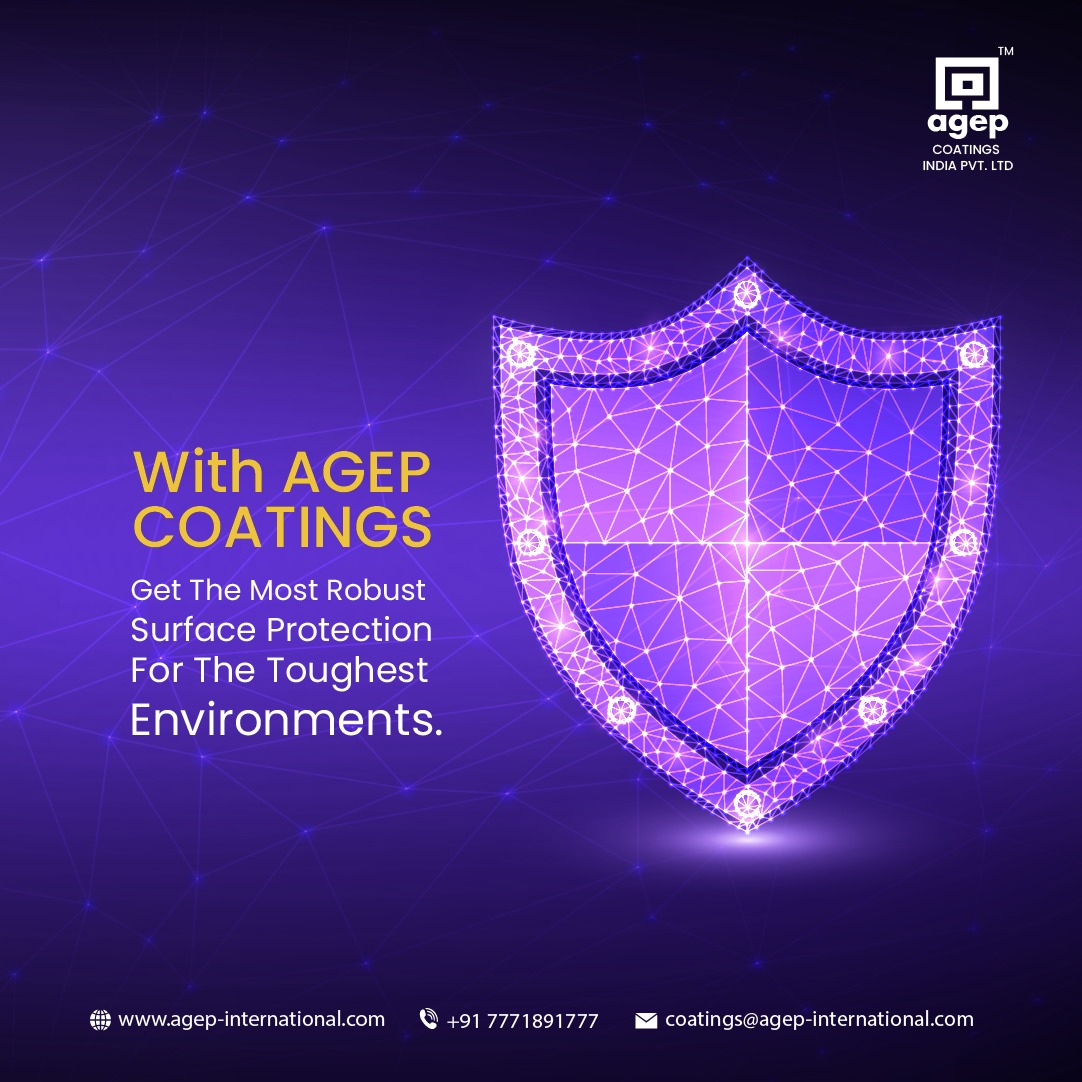 TM
agep
COATINGS
INDIA PVT. LTD
With AGEP
COATINGS
Get The Most Robust
Surface Protection
For The Toughest
Environments.
www.agep-international.com +91 7771891777 coatings@agep-international.com